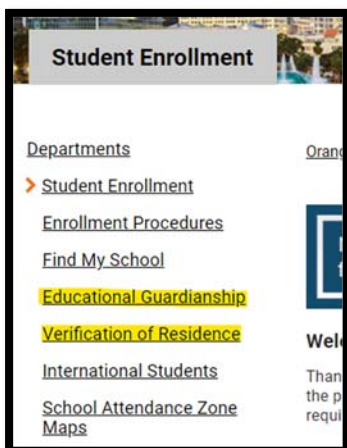 Student Enrollment
Departments
Student Enrollment
Enrollment Procedures
Find My School
Educational Guardianship
Verification of Residence
International Students
School Attendance Zone
Maps